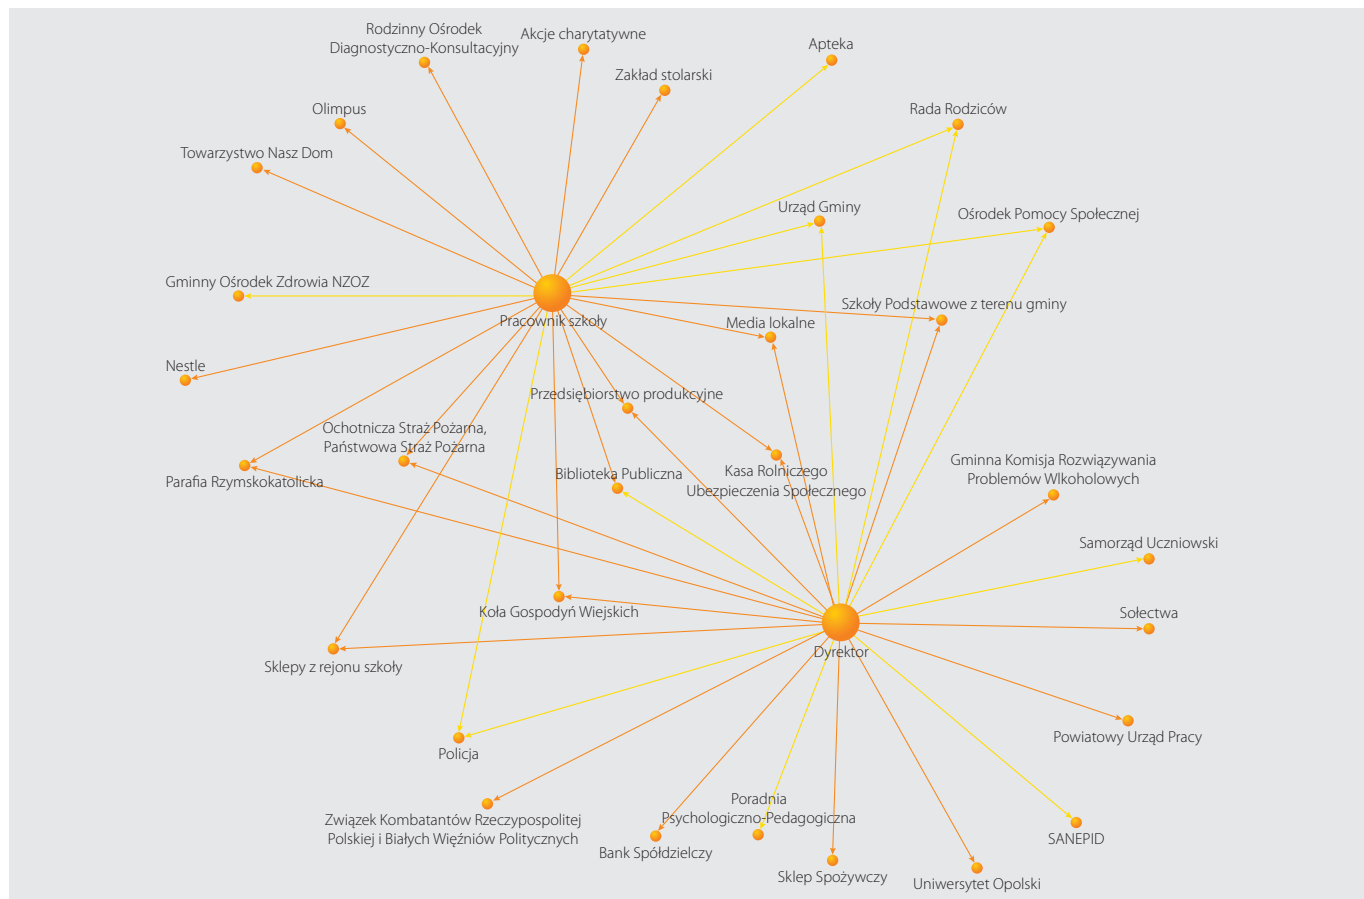 Rodzinny Ośrodek
Diagnostyczno-Konsultacyjny
Akcje charytatywne
Apteka
Zakład stolarski
Olimpus
Rada Rodziców
Towarzystwo Nasz Dom
Urząd Gminy
Ośrodek Pomocy Społecznej
Gminny Ośrodek Zdrowia NZOZ
Szkoły Podstawowe z terenu gminy
Pracownik szkoły
Media lokalne
Nestle
Przedsiębiorstwo produkcyjne
Ochotnicza Straż Pożarna,
Państwowa Straż Pożarna
Parafia Rzymskokatolicka
Biblioteka Publiczna
Kasa Rolniczego
Ubezpieczenia Społecznego
Gminna Komisja Rozwiązywania
Problemów Wlkoholowych
Samorząd Uczniowski
Koła Gospodyń Wiejskich
Sołectwa
Sklepy z rejonu szkoły
Dyrektor
Policja
Powiatowy Urząd Pracy
Związek Kombatantów Rzeczypospolitej
Polskiej i Białych Więźniów Politycznych
Poradnia
Psychologiczno-Pedagogiczna
Bank Spółdzielczy
SANEPID
Sklep Spożywczy
Uniwersytet Opolski